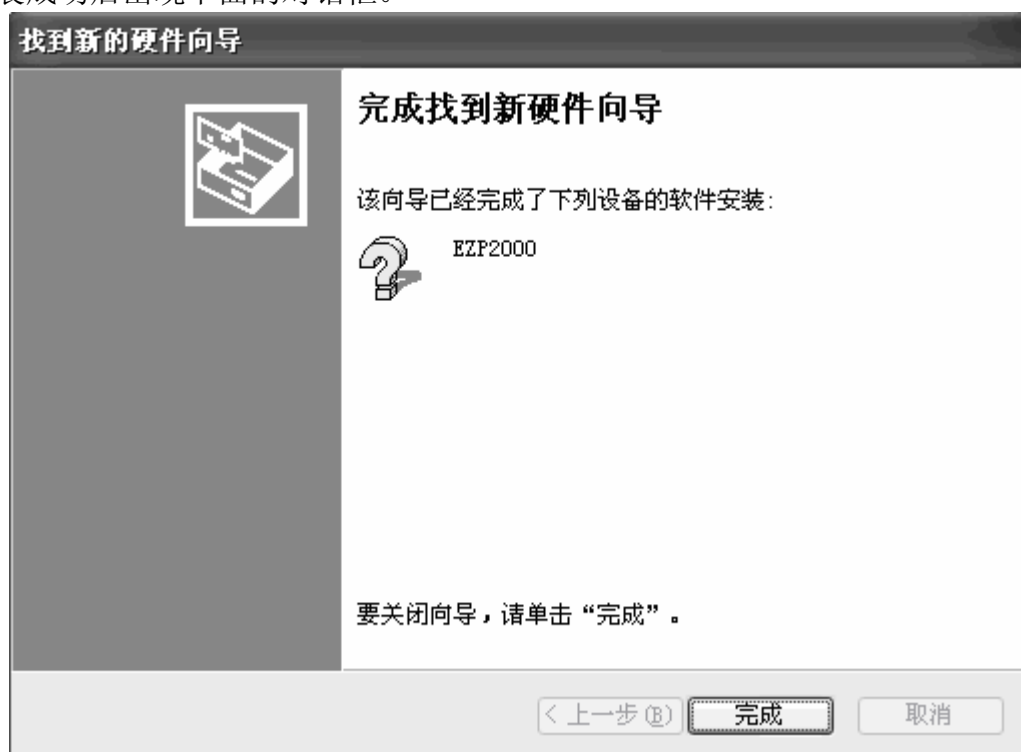 装成功后出现下面的对话框。
找到新的硬件向导
完成找到新硬件向导
该向导已经完成了下列设备的软件安装:
EZP2000
要关闭向导，请单击“完成”。
< 上一步(B)
完成
取消